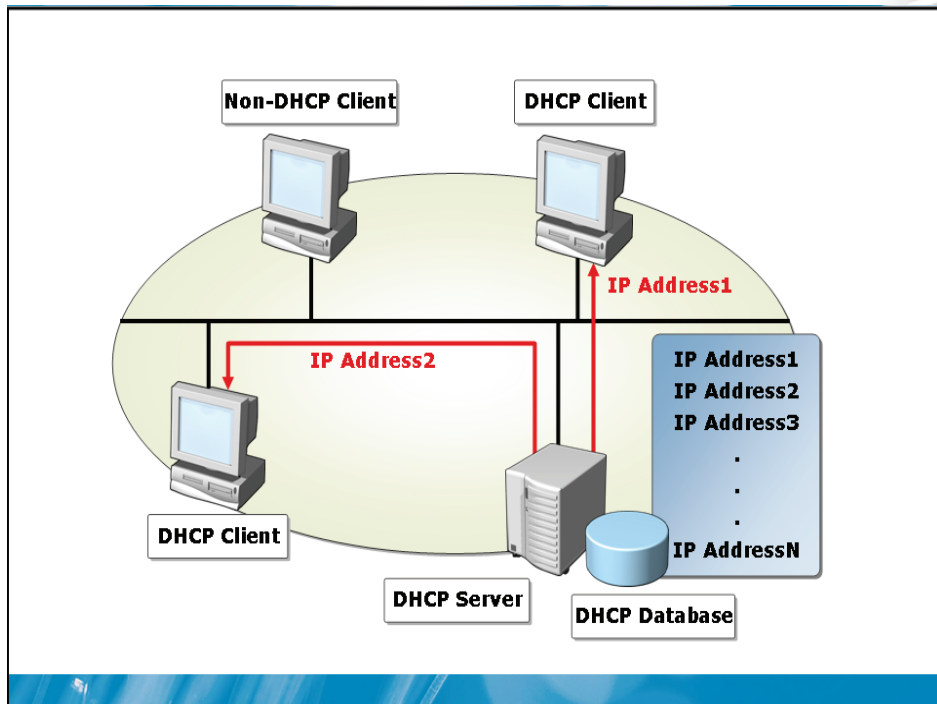 Non-DHCP Client
DHCP Client
IP Address1
IP Address2
IP Address1
IP Address2
IP Address3
.
.
.
IP AddressN
DHCP Client
DHCP Server
DHCP Database